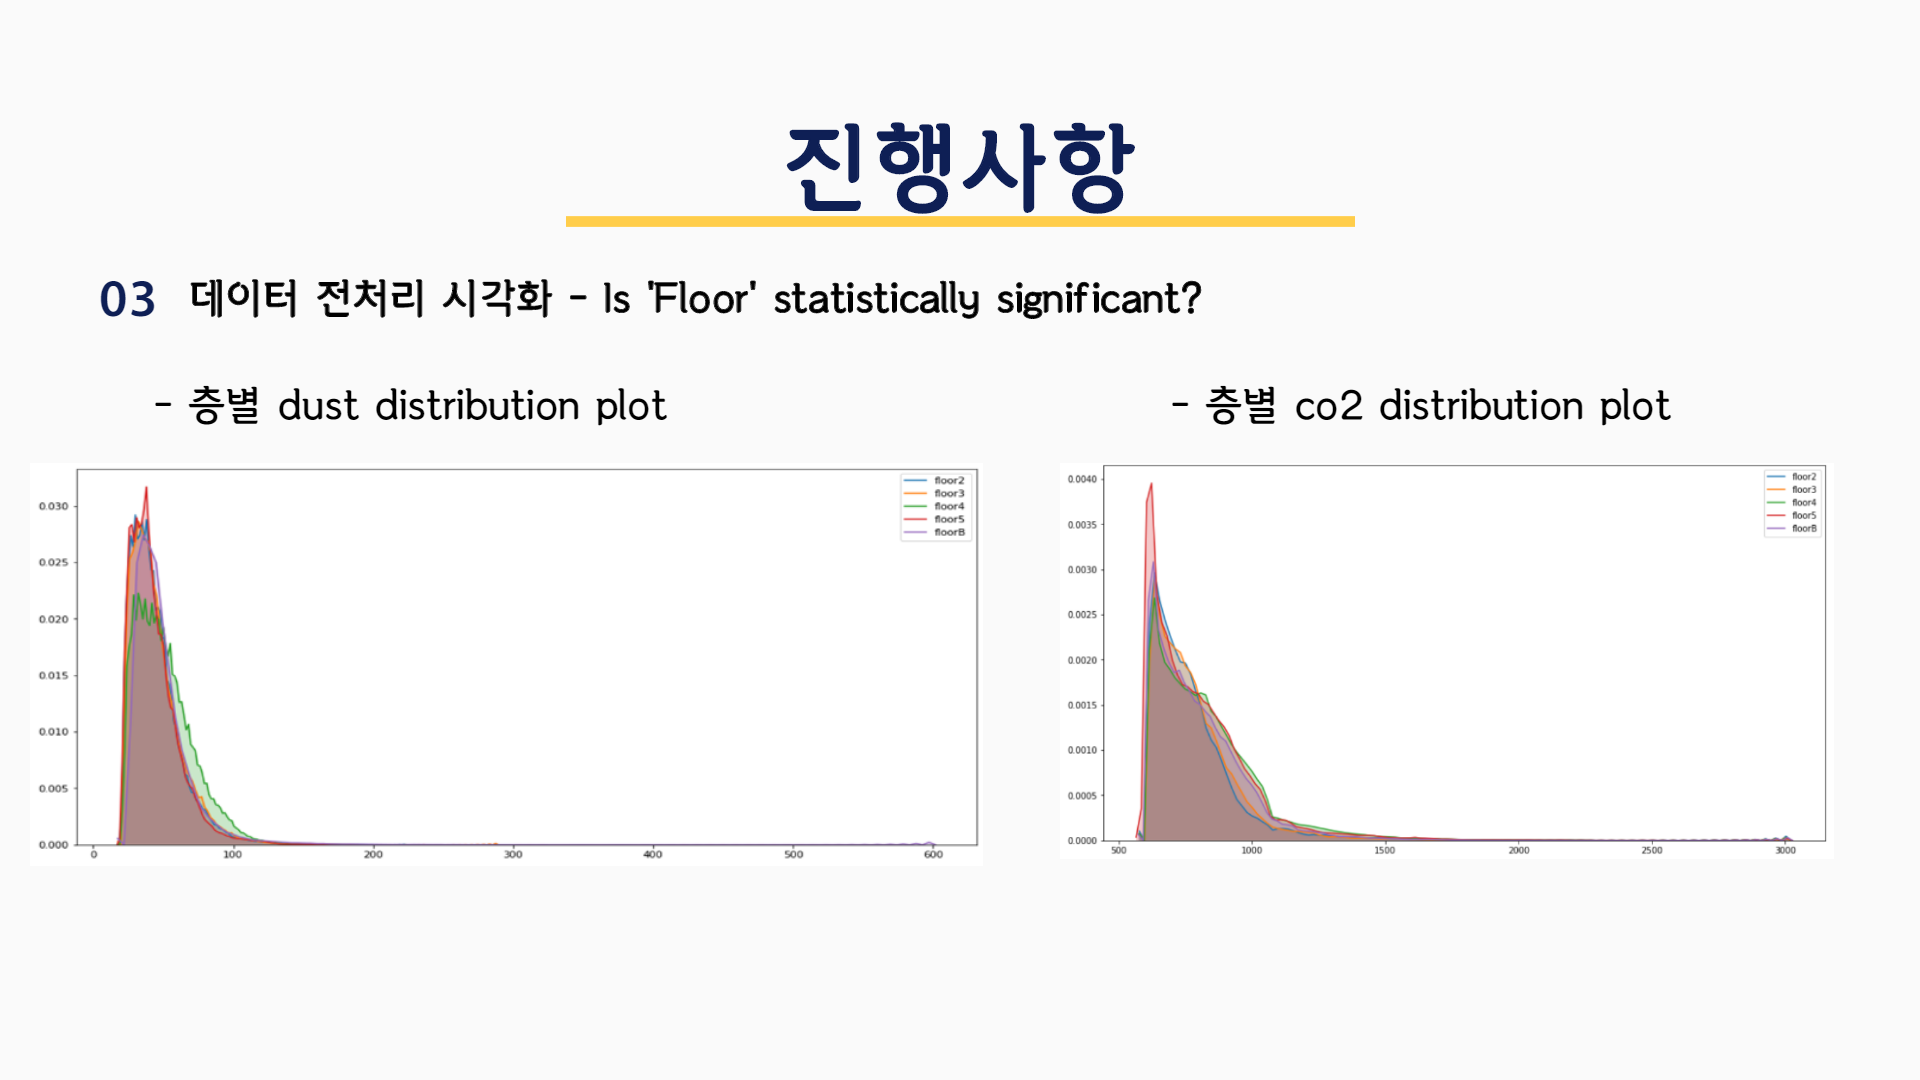 진행사항
03 데이터 전처리 시각화 - Is 'Floor' statistically significant?
- 층별 dust distribution plot
floor2
floor3
floor4
floor5
floorB
0.030
0.025
0.020
0.015
0.010
0.005
0.000
0 100 200 300 400 500 600
- 층별 co2 distribution plot
floor2
floor3
floor4
floor5
floorB
0.0040
0.0035
0.0030
0.0025
0.0020
0.0015
0.0010
0.0005
0.0000
500 1000 1500 2000 2500 3000